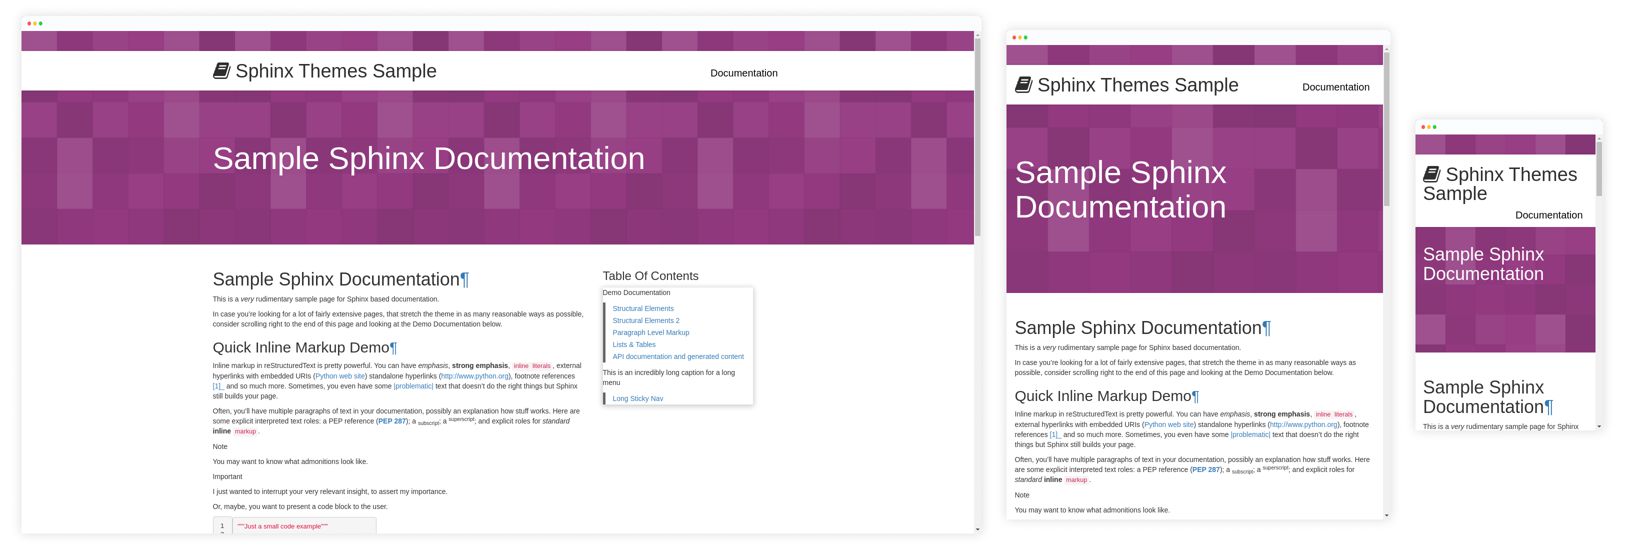 Sphinx Themes Sample
Documentation
Sample Sphinx Documentation
Sample Sphinx Documentation¶
This is a very rudimentary sample page for Sphinx based documentation.
In case you're looking for a lot of fairly extensive pages, that stretch the theme in as many reasonable ways as possible,
consider scrolling right to the end of this page and looking at the Demo Documentation below.
Quick Inline Markup Demo¶
Inline markup in reStructuredText is pretty powerful. You can have emphasis, strong emphasis, inline literals, external
hyperlinks with embedded URIs (Python web site) standalone hyperlinks (http://www.python.org), footnote references
[1]_ and so much more. Sometimes, you even have some |problematic| text that doesn't do the right things but Sphinx
still builds your page.
Often, you'll have multiple paragraphs of text in your documentation, possibly an explanation how stuff works. Here are
some explicit interpreted text roles: a PEP reference (PEP 287); a subscript; a superscript; and explicit roles for standard
inline markup.
Note
You may want to know what admonitions look like.
Important
I just wanted to interrupt your very relevant insight, to assert my importance.
Or, maybe, you want to present a code block to the user.
1 """Just a small code example"""
Table Of Contents
Demo Documentation
Structural Elements
Structural Elements 2
Paragraph Level Markup
Lists & Tables
API documentation and generated content
This is an incredibly long caption for a long
menu
Long Sticky Nav
Sphinx Themes Sample
Documentation
Sample Sphinx
Documentation
Sample Sphinx Documentation¶
This is a very rudimentary sample page for Sphinx based documentation.
In case you're looking for a lot of fairly extensive pages, that stretch the theme in as many reasonable ways as
possible, consider scrolling right to the end of this page and looking at the Demo Documentation below.
Quick Inline Markup Demo¶
Inline markup in reStructuredText is pretty powerful. You can have emphasis, strong emphasis, inline literals,
external hyperlinks with embedded URIs (Python web site) standalone hyperlinks (http://www.python.org), footnote
references [1]_ and so much more. Sometimes, you even have some |problematic| text that doesn't do the right
things but Sphinx still builds your page.
Often, you'll have multiple paragraphs of text in your documentation, possibly an explanation how stuff works. Here
are some explicit interpreted text roles: a PEP reference (PEP 287); a subscript; a superscript; and explicit roles for
standard inline markup.
Note
You may want to know what admonitions look like.
Sphinx Themes
Sample
Documentation
Sample Sphinx
Documentation
Sample Sphinx
Documentation¶
This is a very rudimentary sample page for Sphinx